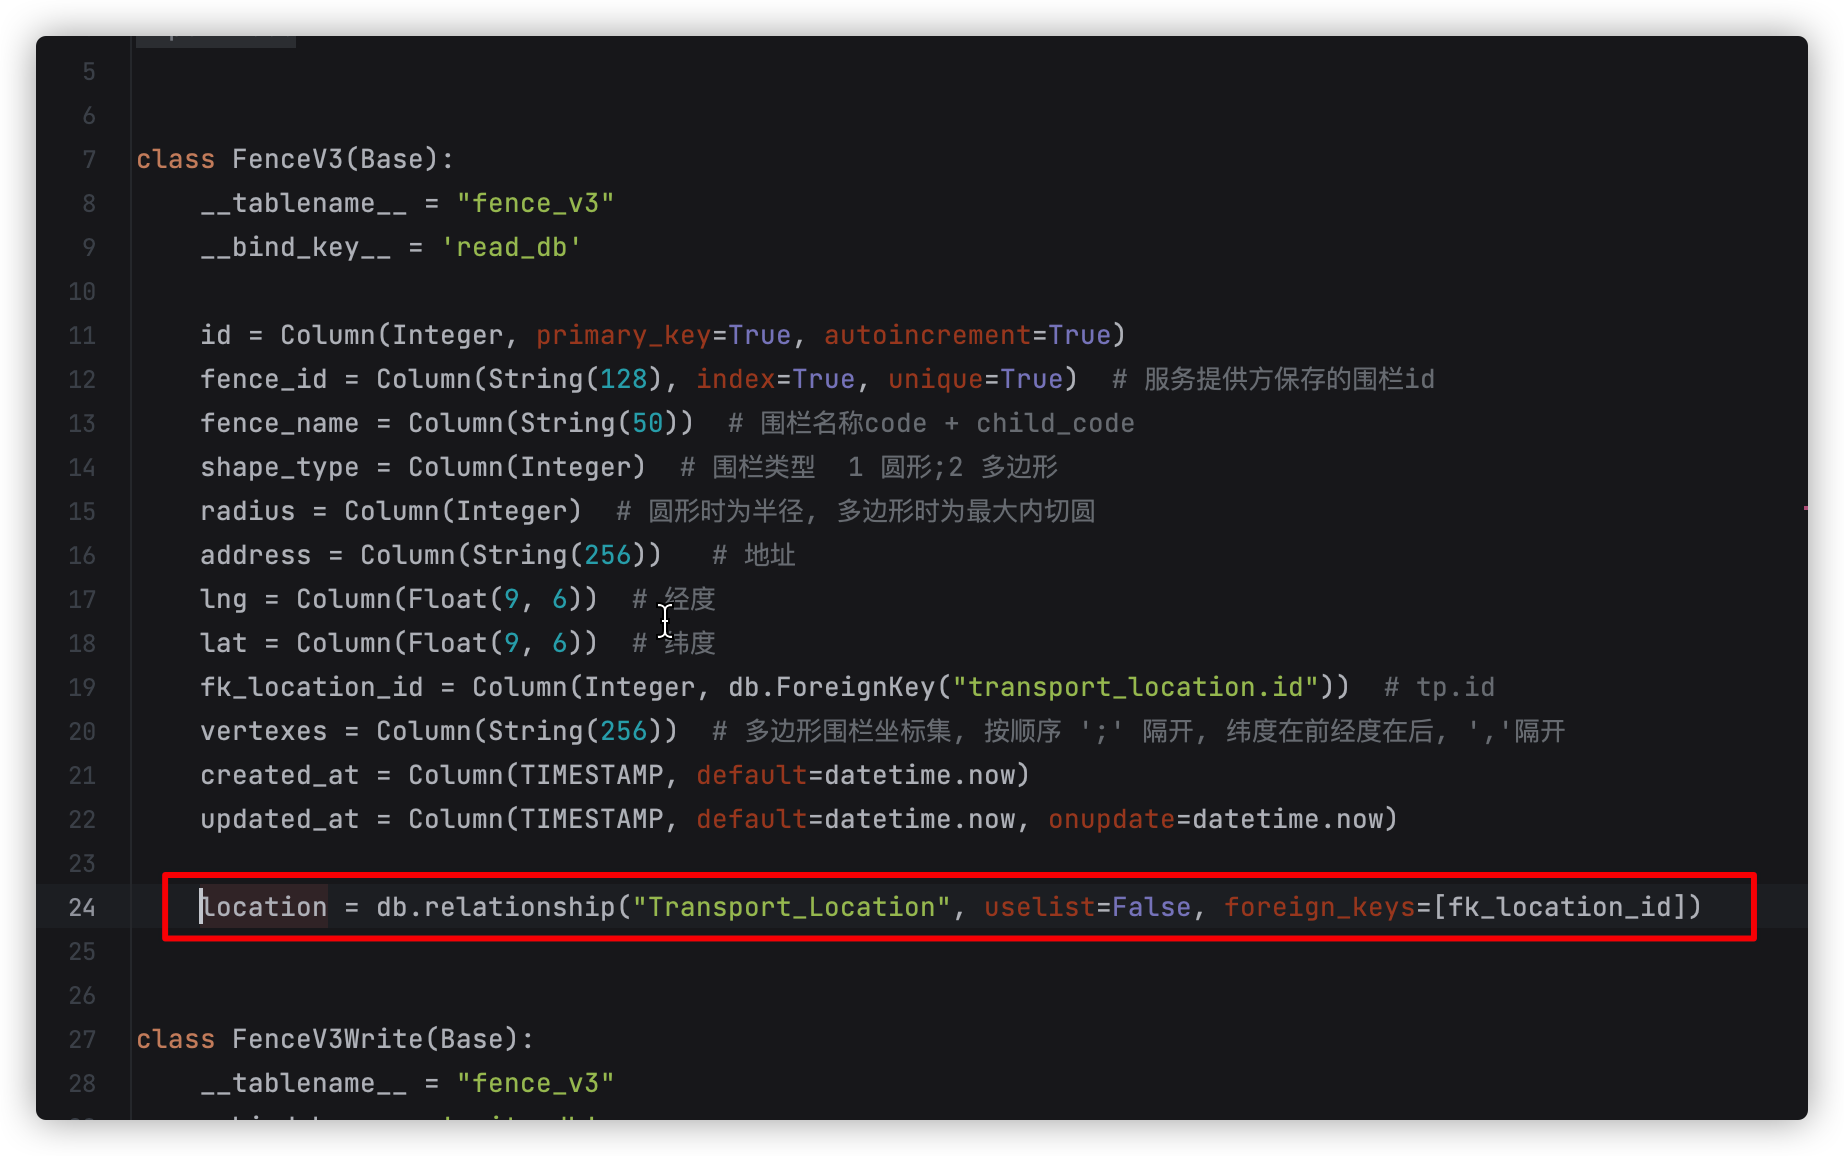 5
6
7 class FenceV3(Base):
8 __tablename__ = "fence_v3"
9 __bind_key__ = 'read_db'
10
11 id = Column(Integer, primary_key=True, autoincrement=True)
12 fence_id = Column(String(128), index=True, unique=True)  # 服务提供方保存的围栏id
13 fence_name = Column(String(50))  # 围栏名称code + child_code
14 shape_type = Column(Integer)  # 围栏类型  1 圆形;2 多边形
15 radius = Column(Integer)  # 圆形时为半径, 多边形时为最大内切圆
16 address = Column(String(256))   # 地址
17 lng = Column(Float(9, 6))  # 经度
18 lat = Column(Float(9, 6))  # 纬度
19 fk_location_id = Column(Integer, db.ForeignKey("transport_location.id"))  # tp.id
20 vertexes = Column(String(256))  # 多边形围栏坐标集, 按顺序 ';' 隔开, 纬度在前经度在后, ','隔开
21 created_at = Column(TIMESTAMP, default=datetime.now)
22 updated_at = Column(TIMESTAMP, default=datetime.now, onupdate=datetime.now)
23
24 location = db.relationship("Transport_Location", uselist=False, foreign_keys=[fk_location_id])
25
26
27 class FenceV3Write(Base):
28 __tablename__ = "fence_v3"